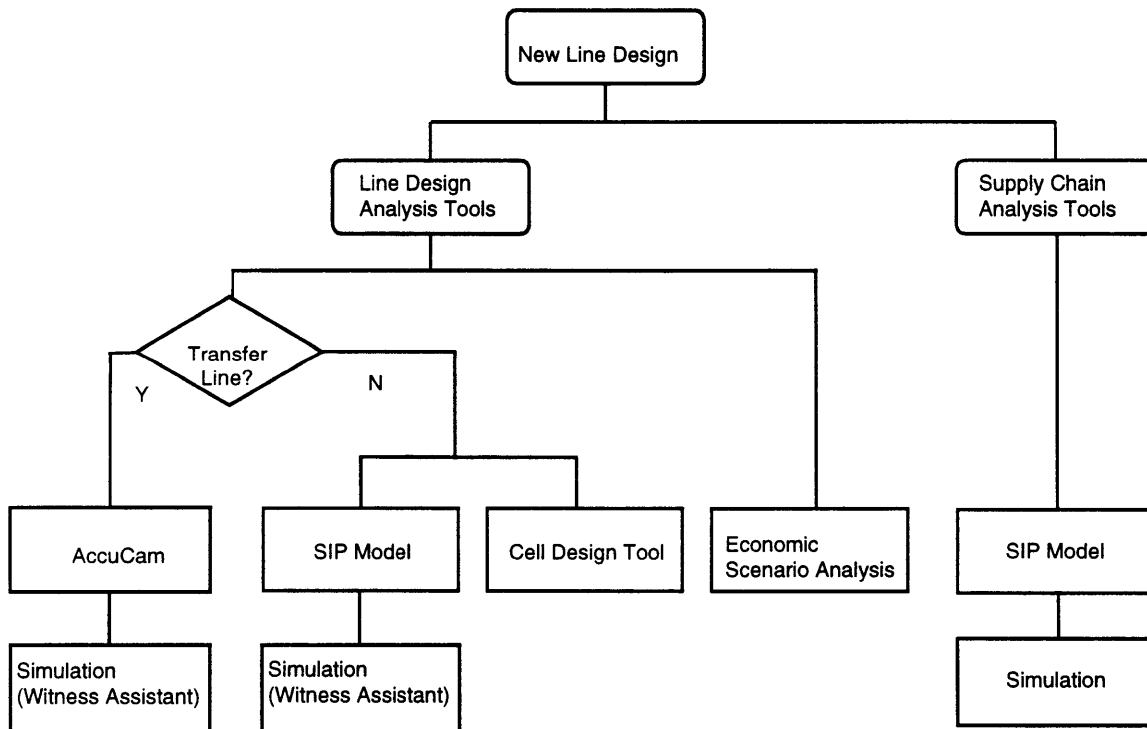 New Line Design
Line Design
Analysis Tools
Supply Chain
Analysis Tools
Transfer
Line?
Y
N
AccuCam
SIP Model
Cell Design Tool
Economic
Scenario Analysis
SIP Model
Simulation
(Witness Assistant)
Simulation
(Witness Assistant)
Simulation